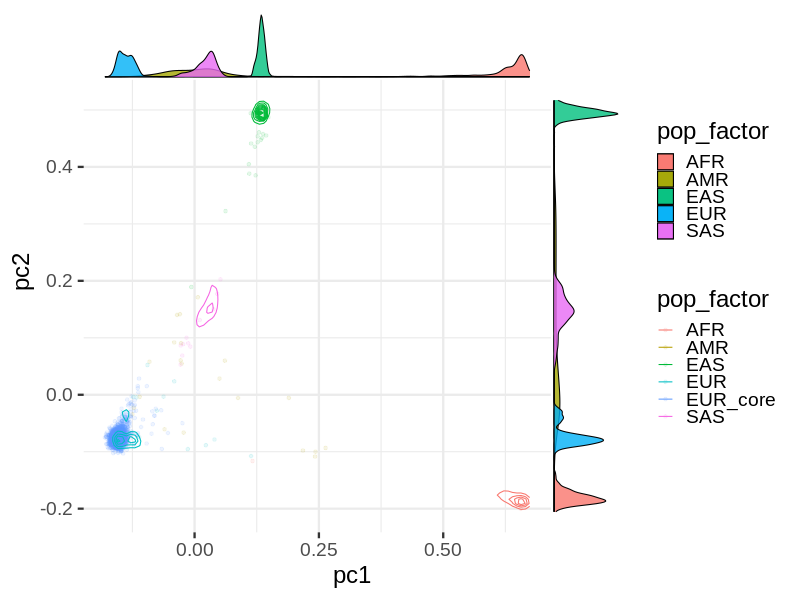 pop_factor
AFR
AMR
EAS
EUR
SAS
pop_factor
AFR
AMR
EAS
EUR
EUR_core
SAS
pc2
0.4
0.2
0.0
-0.2
0.00
0.25
0.50
pc1